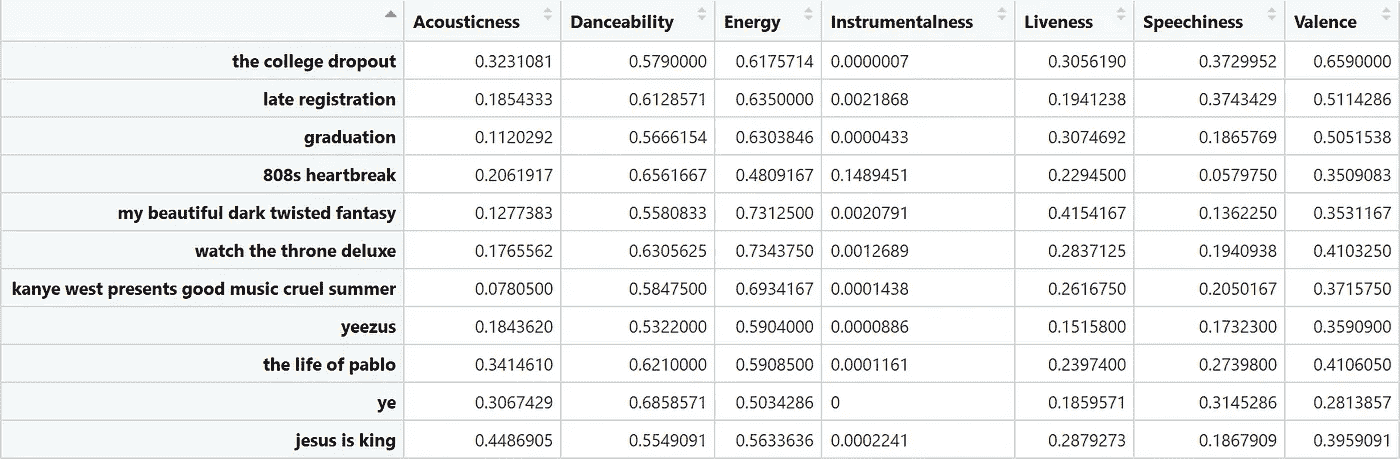 Acousticness Danceability Energy Instrumentalness Liveness Speechiness Valence
the college dropout 0.3231081 0.5790000 0.6175714 0.0000007 0.3056190 0.3729952 0.6590000
late registration 0.1854333 0.6128571 0.6350000 0.0021868 0.1941238 0.3743429 0.5114286
graduation 0.1120292 0.5666154 0.6303846 0.0000433 0.3074692 0.1865769 0.5051538
808s heartbreak 0.2061917 0.6561667 0.4809167 0.1489451 0.2294500 0.0579750 0.3509083
my beautiful dark twisted fantasy 0.1277383 0.5580833 0.7312500 0.0020791 0.4154167 0.1362250 0.3531167
watch the throne deluxe 0.1765562 0.6305625 0.7343750 0.0012689 0.2837125 0.1940938 0.4103250
kanye west presents good music cruel summer 0.0780500 0.5847500 0.6934167 0.0001438 0.2616750 0.2050167 0.3715750
yeezus 0.1843620 0.5322000 0.5904000 0.0000886 0.1515800 0.1732300 0.3590900
the life of pablo 0.3414610 0.6210000 0.5908500 0.0001161 0.2397400 0.2739800 0.4106050
ye 0.3067429 0.6858571 0.5034286 0 0.1859571 0.3145286 0.2813857
jesus is king 0.4486905 0.5549091 0.5633636 0.0002241 0.2879273 0.1867909 0.3959091